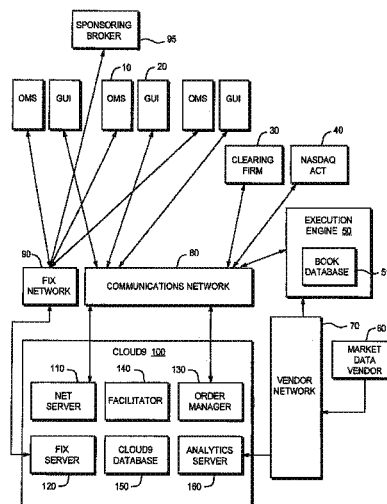 SPONSORING
BROKER
95
10
20
OMS
GUI
OMS
GUI
OMS
GUI
30
40
CLEARING
FIRM
NASDAQ
ACT
EXECUTION
ENGINE 50
BOOK
DATABASE
90
80
FIX
NETWORK
COMMUNICATIONS NETWORK
70
60
MARKET
DATA
VENDOR
VENDOR
NETWORK
CLOUD9 100
110
140
130
NET
SERVER
FACILITATOR
ORDER
MANAGER
FIX
SERVER
CLOUD9
DATABASE
ANALYTICS
SERVER
120
150
160